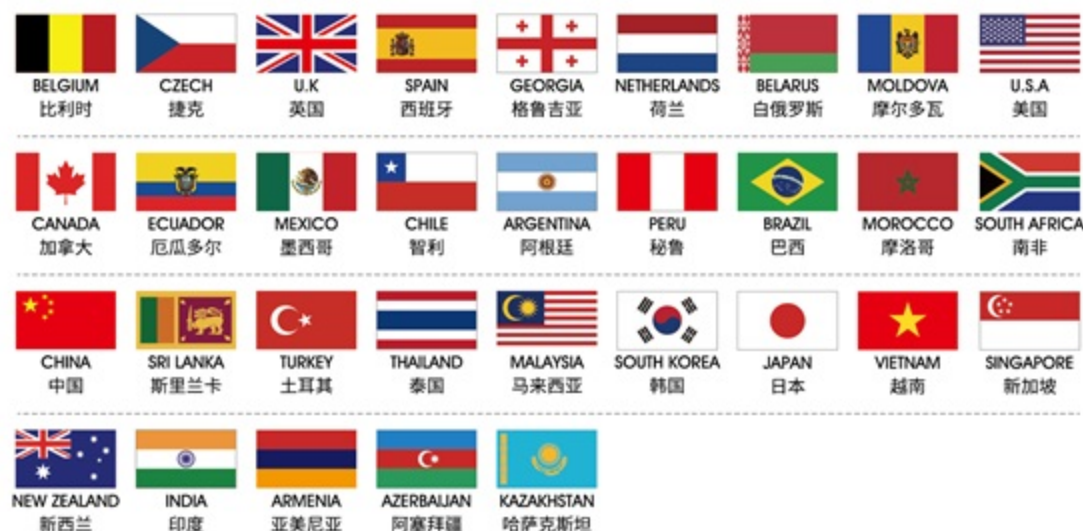 BELGIUM CZECH U.K SPAIN GEORGIA NETHERLANDS BELARUS MOLDOVA U.S.A
比利时 捷克 英国 西班牙 格鲁吉亚 荷兰 白俄罗斯 摩尔多瓦 美国
CANADA ECUADOR MEXICO CHILE ARGENTINA PERU BRAZIL MOROCCO SOUTH AFRICA
加拿大 厄瓜多尔 墨西哥 智利 阿根廷 秘鲁 巴西 摩洛哥 南非
CHINA SRI LANKA TURKEY THAILAND MALAYSIA SOUTH KOREA JAPAN VIETNAM SINGAPORE
中国 斯里兰卡 土耳其 泰国 马来西亚 韩国 日本 越南 新加坡
NEW ZEALAND INDIA ARMENIA AZERBAIJAN KAZAKHSTAN
新西兰 印度 亚美尼亚 阿塞拜疆 哈萨克斯坦